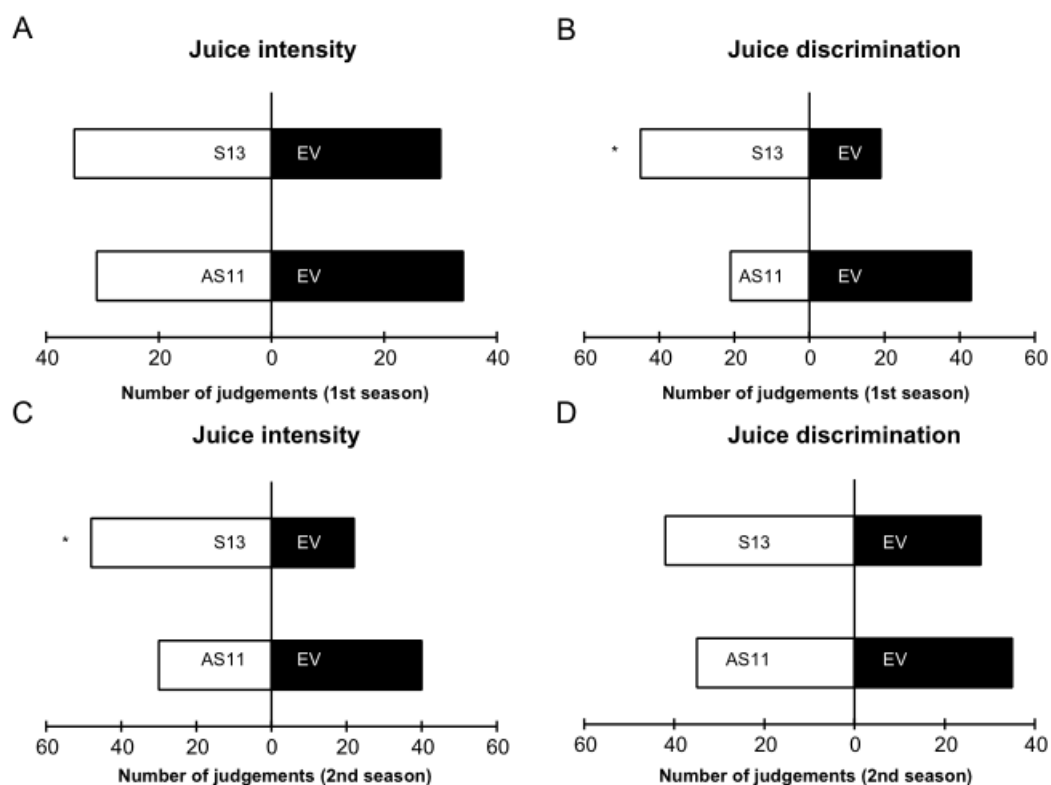 A
Juice intensity
S13 EV
AS11 EV
40 20 0 20 40
Number of judgements (1st season)
B
Juice discrimination
* S13 EV
AS11 EV
60 40 20 0 20 40 60
Number of judgements (1st season)
C
Juice intensity
* S13 EV
AS11 EV
60 40 20 0 20 40 60
Number of judgements (2nd season)
D
Juice discrimination
S13 EV
AS11 EV
60 40 20 0 20 40
Number of judgements (2nd season)